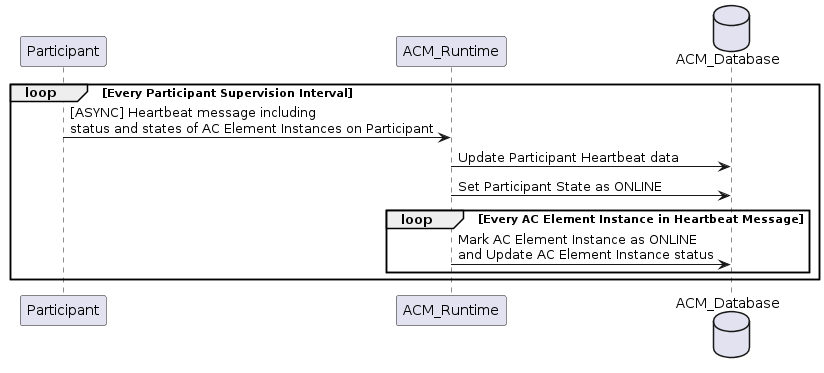 Participant
ACM_Runtime
ACM_Database
loop
[Every Participant Supervision Interval]
[ASYNC] Heartbeat message including
status and states of AC Element Instances on Participant
Update Participant Heartbeat data
Set Participant State as ONLINE
loop
[Every AC Element Instance in Heartbeat Message]
Mark AC Element Instance as ONLINE
and Update AC Element Instance status
Participant
ACM_Runtime
ACM_Database